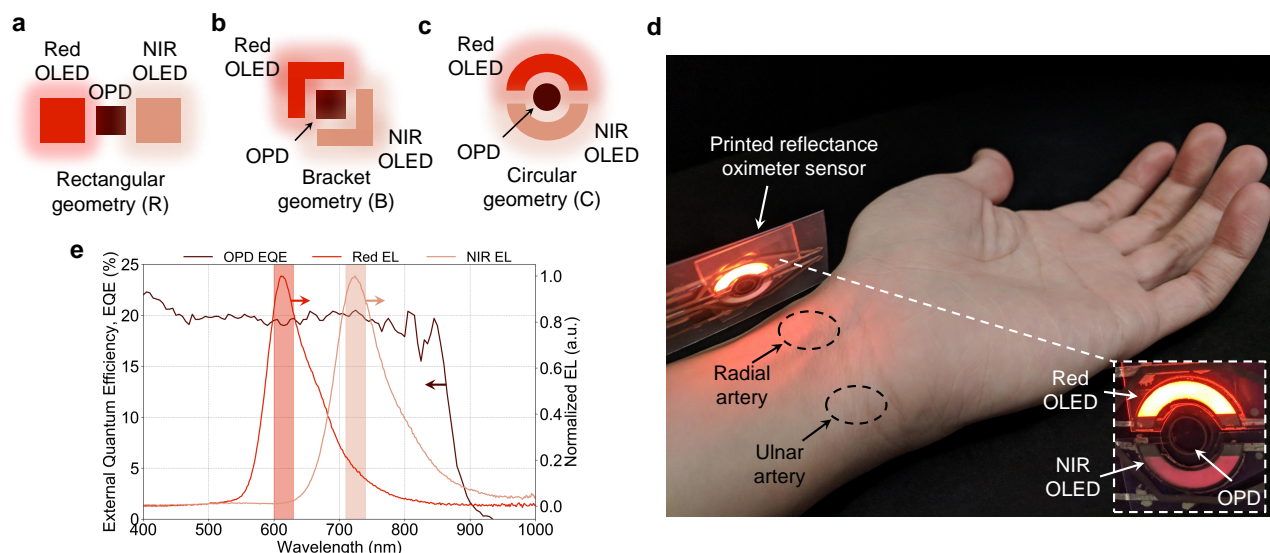 a
Red
OLED
OPD
NIR
OLED
Rectangular
geometry (R)
b
Red
OLED
OPD
NIR
OLED
Bracket
geometry (B)
c
Red
OLED
OPD
NIR
OLED
Circular
geometry (C)
d
Printed reflectance
oximeter sensor
Radial
artery
Ulnar
artery
Red
OLED
NIR
OLED
OPD
e
OPD EQE
Red EL
NIR EL
External Quantum Efficiency, EQE (%)
25
20
15
10
5
0
400
500
600
700
800
900
1000
Wavelength (nm)
1.0
0.8
0.6
0.4
0.2
0.0
Normalized EL (a.u.)